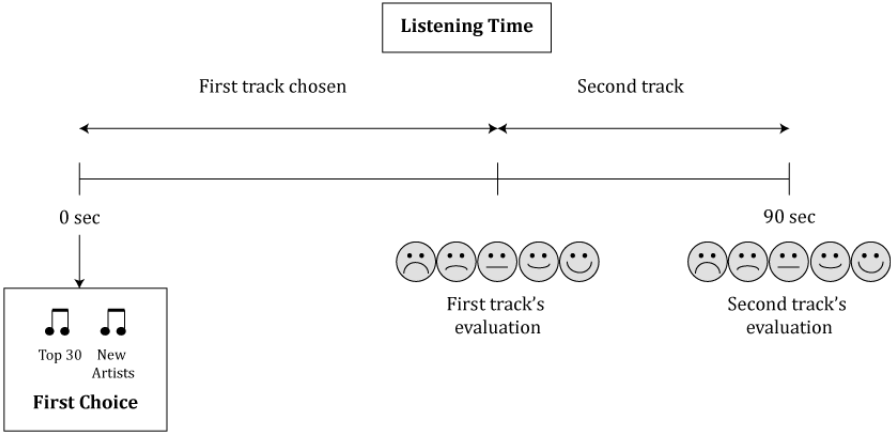 Listening Time
First track chosen
Second track
0 sec
90 sec
First track's
evaluation
Second track's
evaluation
Top 30
New
Artists
First Choice